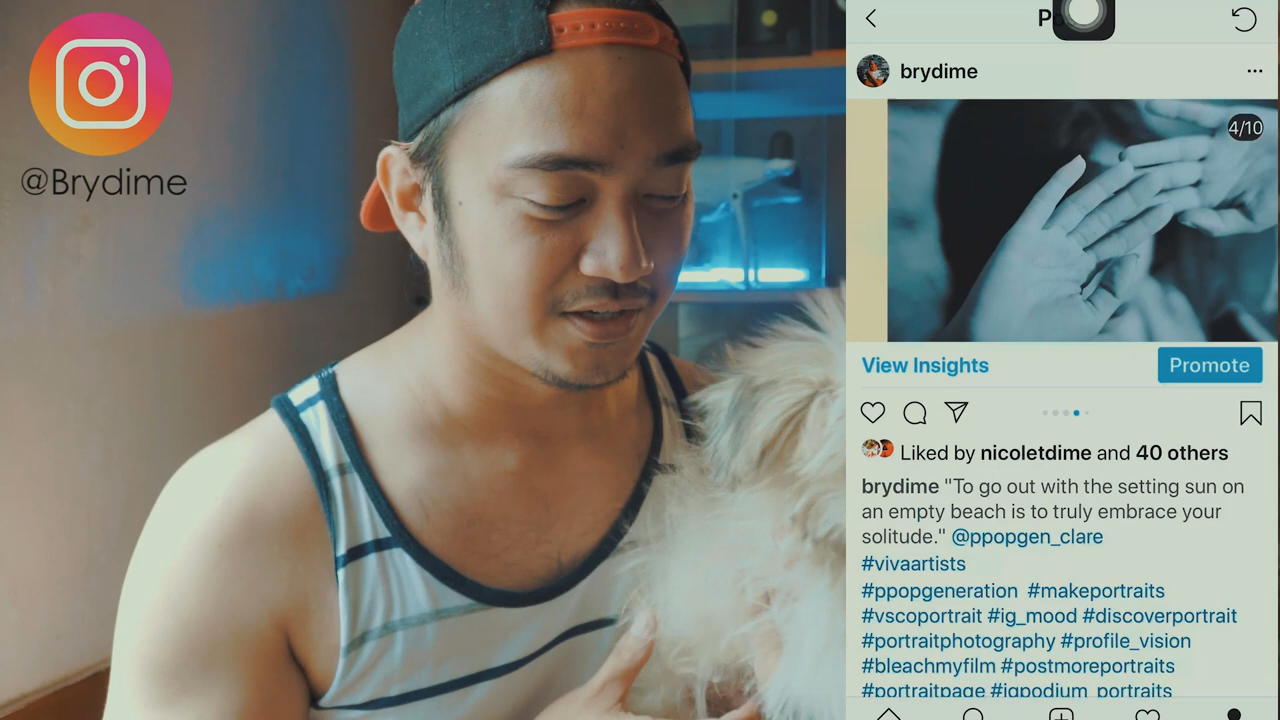 @Brydime
brydime
4/10
View Insights
Promote
Liked by nicoletdime and 40 others
brydime "To go out with the setting sun on
an empty beach is to truly embrace your
solitude." @ppopgen_clare
#vivaartists
#ppopgeneration #makeportraits
#vscoportrait #ig_mood #discoverportrait
#portraitphotography #profile_vision
#bleachmyfilm #postmoreportraits
#portraitpage #igpodium_portraits